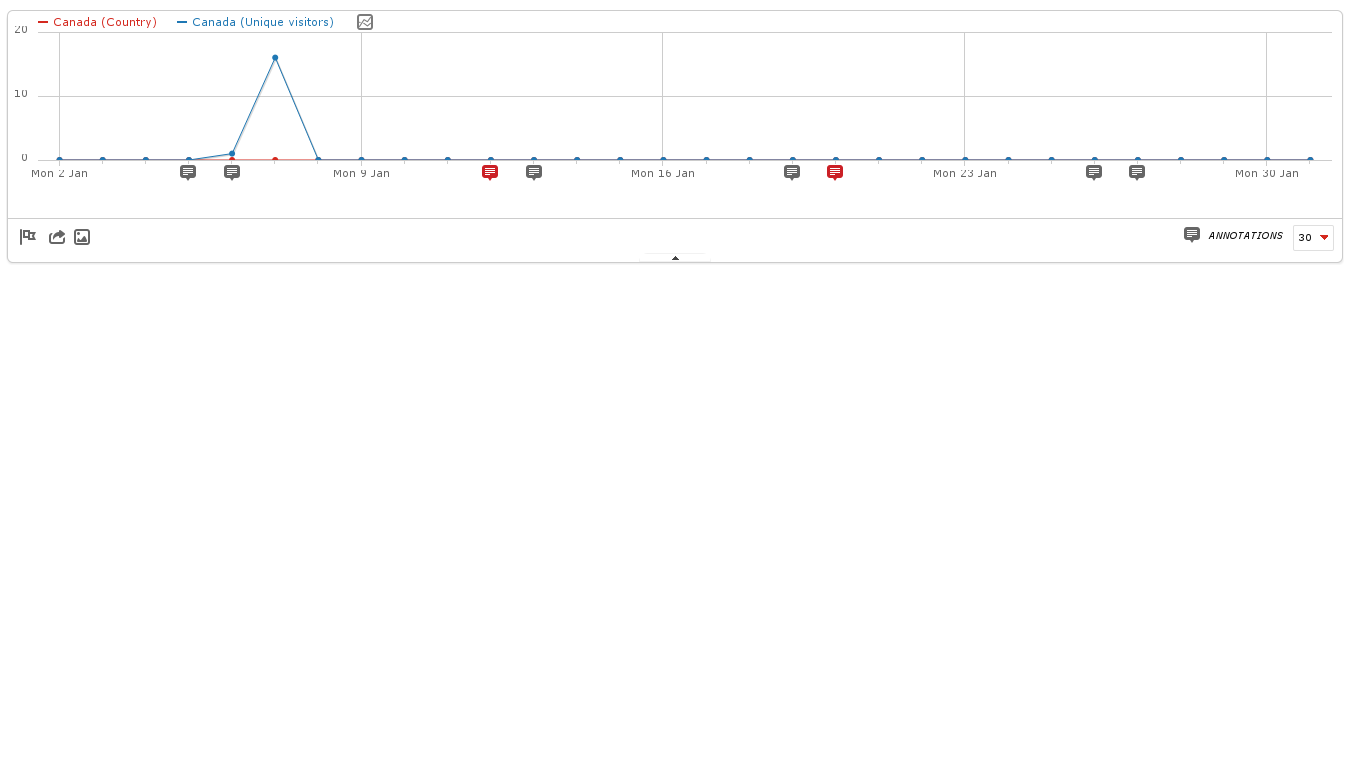 Canada (Country) Canada (Unique visitors)
20
10
0
Mon 2 Jan Mon 9 Jan Mon 16 Jan Mon 23 Jan Mon 30 Jan
ANNOTATIONS 30